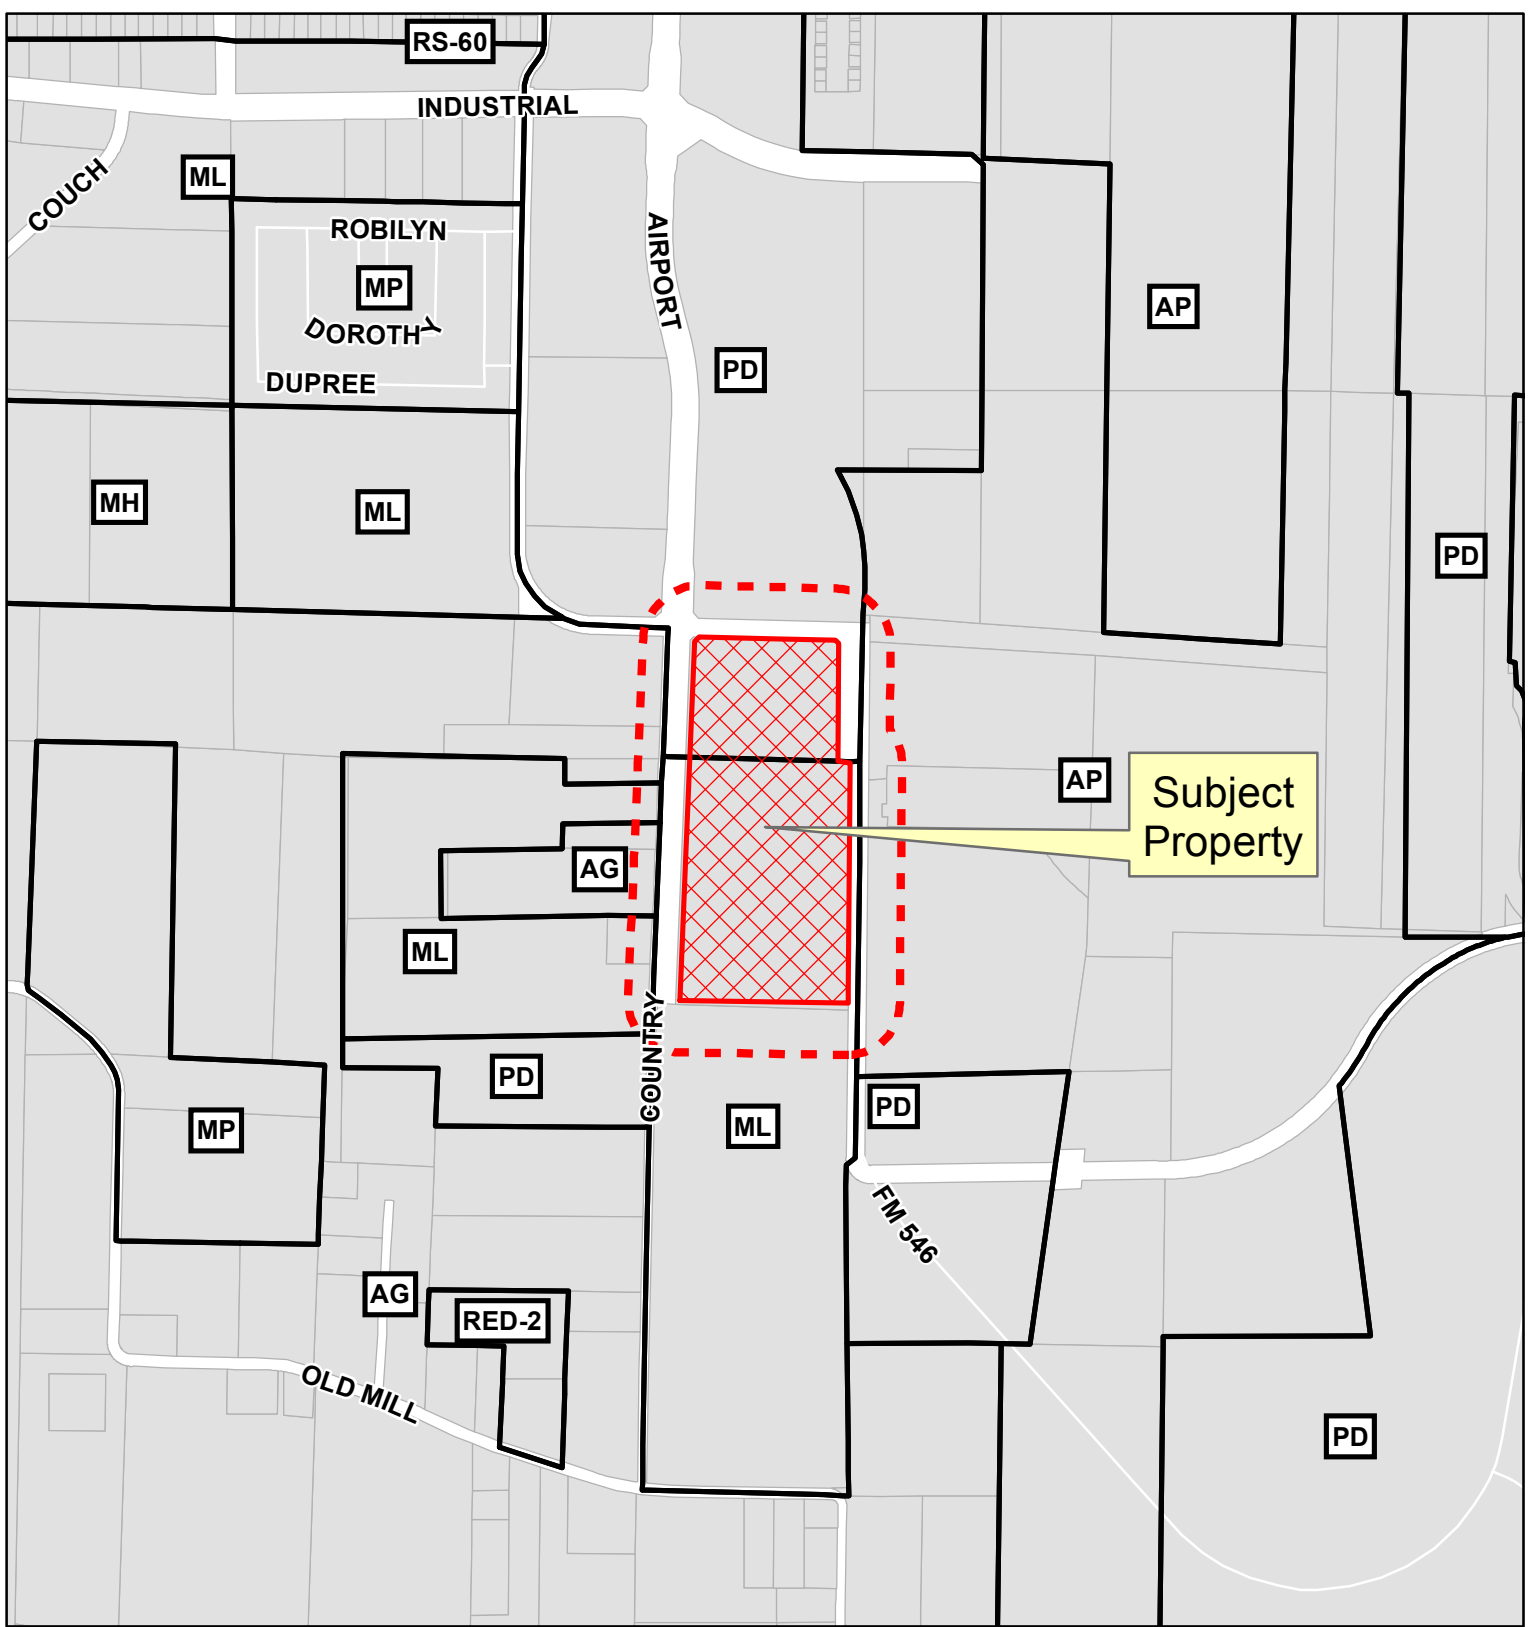 RS-60
INDUSTRIAL
COUCH
ML
ROBILYN
AIRPORT
MP
AP
DOROTHY
PD
DUPREE
MH
ML
PD
AP
Subject
Property
AG
ML
COUNTRY
PD
PD
MP
ML
FM 546
AG
RED-2
OLD MILL
PD